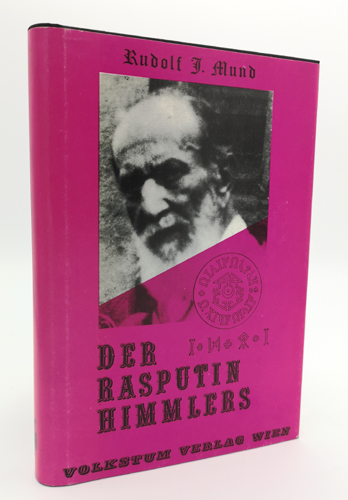 Rudolf J. Mund
DER
RASPUTIN
HIMMLERS
VOLKSTUM VERLAG WIEN